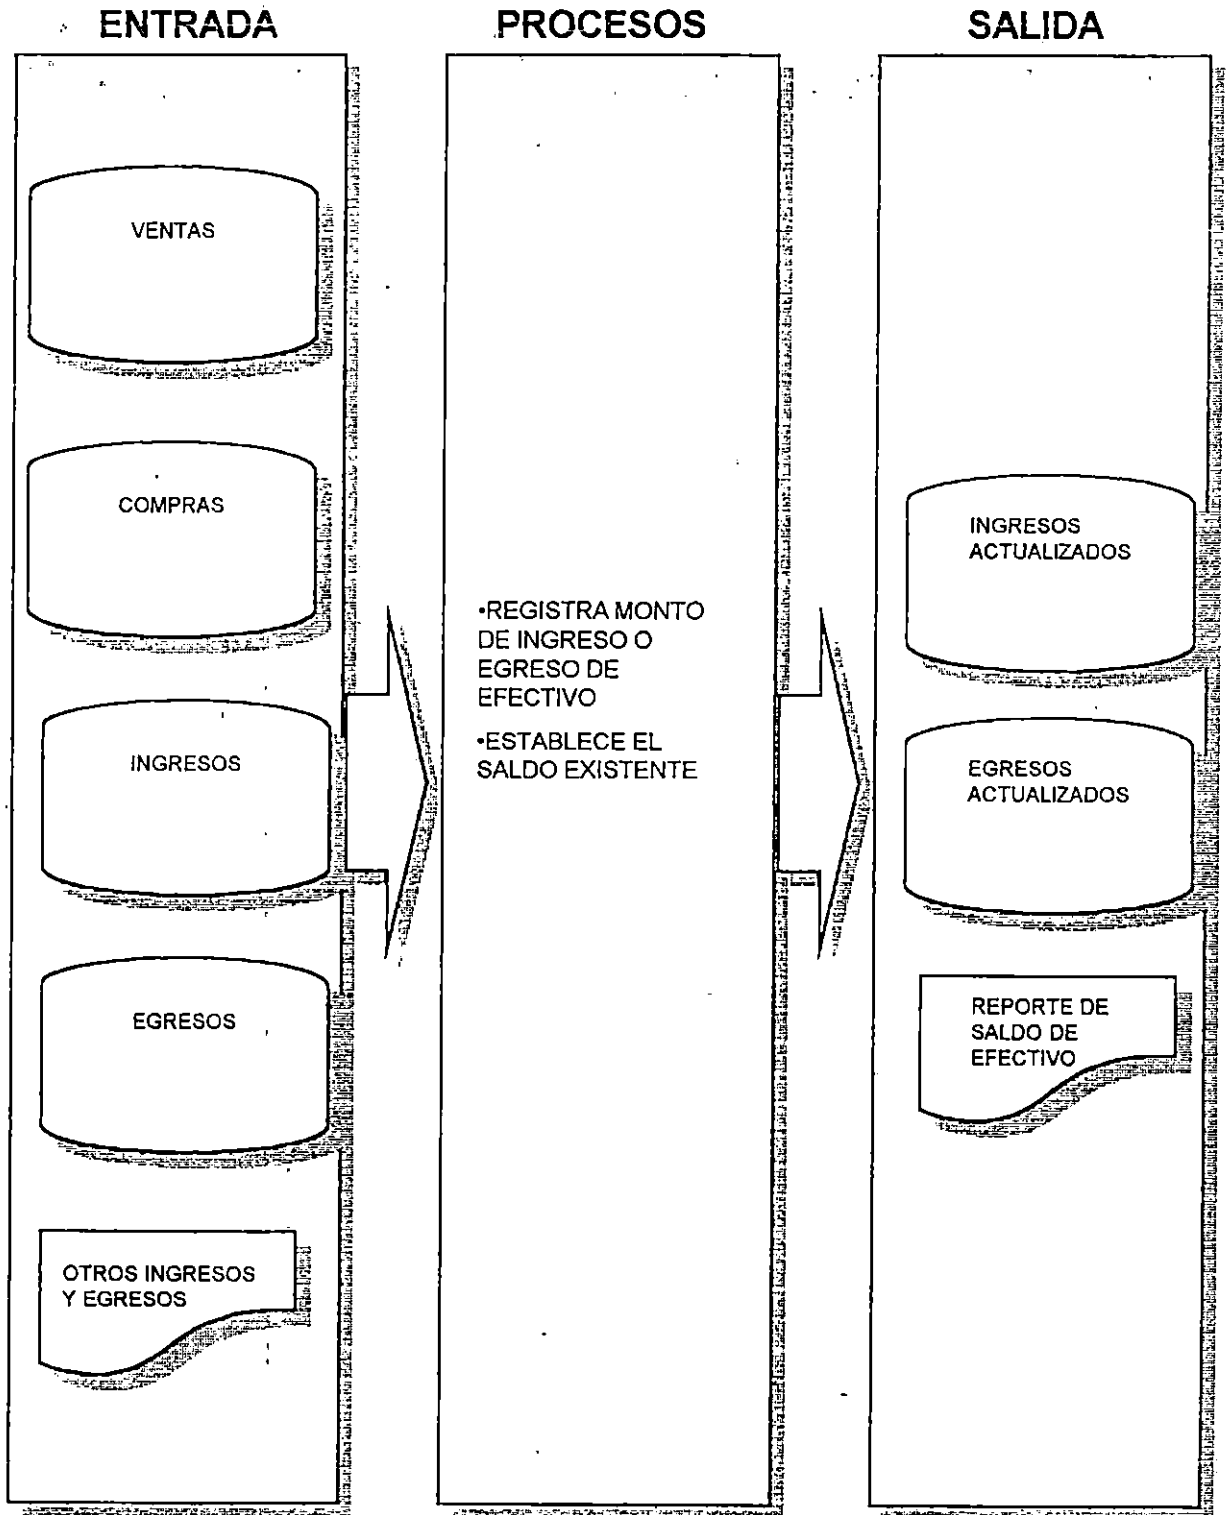 ENTRADA
PROCESOS
SALIDA
VENTAS
COMPRAS
INGRESOS
EGRESOS
OTROS INGRESOS
Y EGRESOS
•REGISTRA MONTO
DE INGRESO O
EGRESO DE
EFECTIVO
•ESTABLECE EL
SALDO EXISTENTE
INGRESOS
ACTUALIZADOS
EGRESOS
ACTUALIZADOS
REPORTE DE
SALDO DE
EFECTIVO